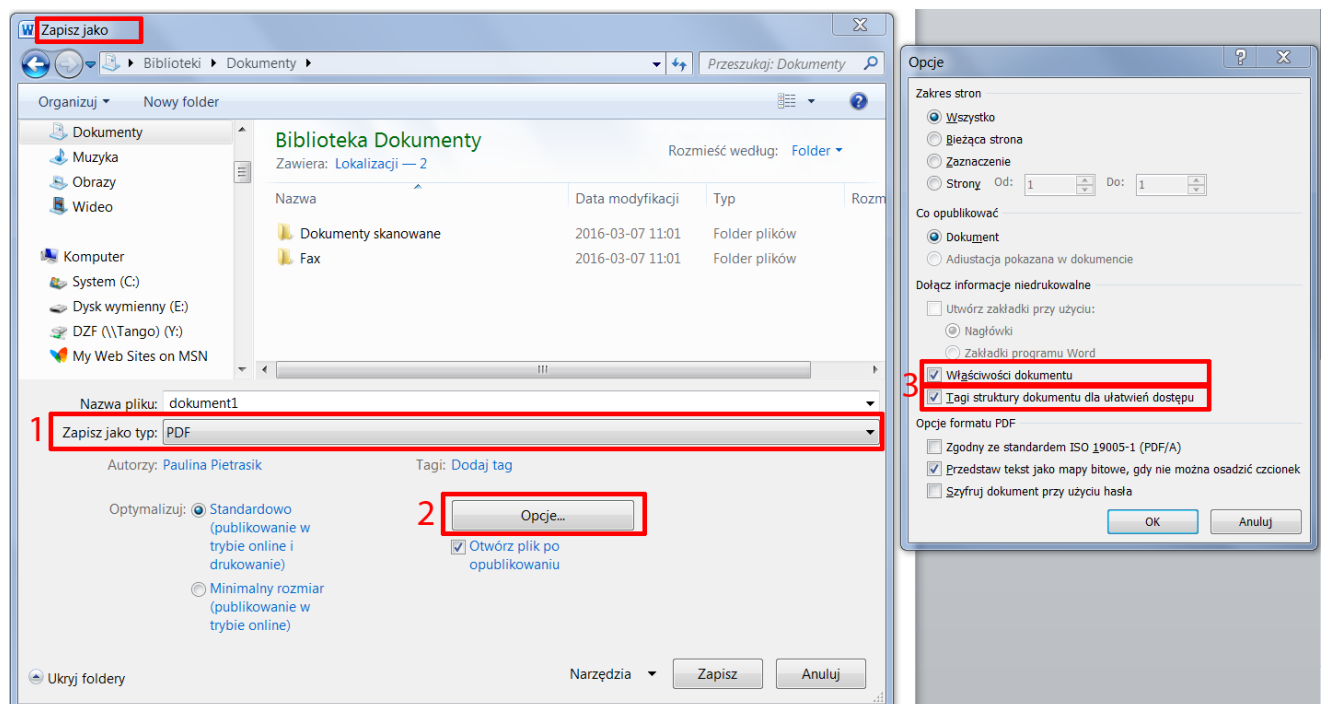 Zapisz jako
Biblioteki Dokumenty
Przeszukaj: Dokumenty
Organizuj Nowy folder
Dokumenty
Muzyka
Obrazy
Wideo
Komputer
System (C:)
Dysk wymienny (E:)
DZF (\\Tango) (Y:)
My Web Sites on MSN
Biblioteka Dokumenty
Zawiera: Lokalizacji — 2
Rozmieść według: Folder
Nazwa Data modyfikacji Typ Rozm
Dokumenty skanowane 2016-03-07 11:01 Folder plików
Fax 2016-03-07 11:01 Folder plików
Nazwa pliku: dokument1
1 Zapisz jako typ: PDF
Autorzy: Paulina Pietrasik Tagi: Dodaj tag
Optymalizuj: Standardowo
(publikowanie w
trybie online i
drukowanie)
Minimalny rozmiar
(publikowanie w
trybie online)
2 Opcje...
Otwórz plik po
opublikowaniu
Ukryj foldery
Narzędzia Zapisz Anuluj
Opcje
Zakres stron
Wszystko
Bieżąca strona
Zaznaczenie
Strony Od: 1 Do: 1
Co opublikować
Dokument
Adiustacja pokazana w dokumencie
Dołącz informacje niedrukowalne
Utwórz zakładki przy użyciu:
Nagłówki
Zakładki programu Word
3 Właściwości dokumentu
Tagi struktury dokumentu dla ułatwień dostępu
Opcje formatu PDF
Zgodny ze standardem ISO 19005-1 (PDF/A)
Przedstaw tekst jako mapy bitowe, gdy nie można osadzić czcionek
Szyfruj dokument przy użyciu hasła
OK Anuluj